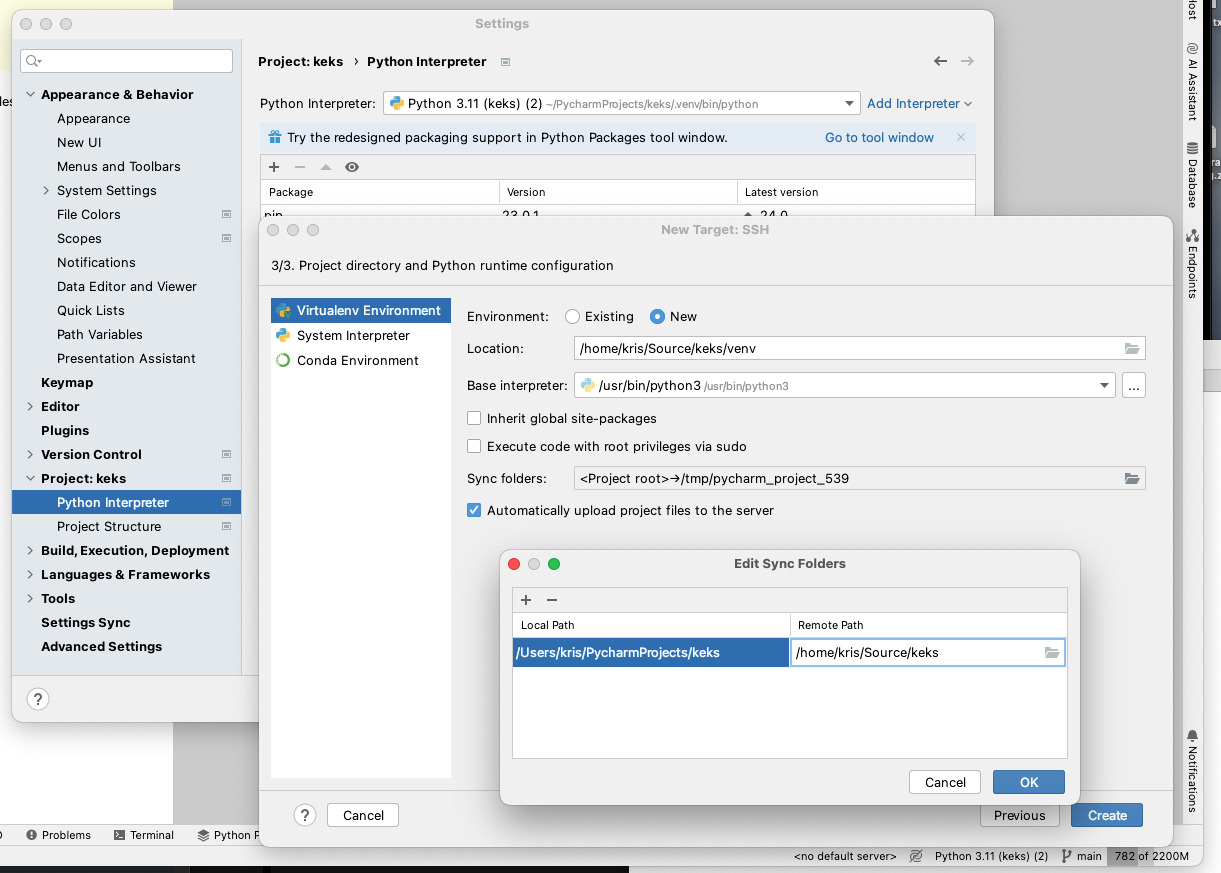 Settings
Appearance & Behavior
Appearance
New UI
Menus and Toolbars
System Settings
File Colors
Scopes
Notifications
Data Editor and Viewer
Quick Lists
Path Variables
Presentation Assistant
Keymap
Editor
Plugins
Version Control
Project: keks
Python Interpreter
Project Structure
Build, Execution, Deployment
Languages & Frameworks
Tools
Settings Sync
Advanced Settings
?
Project: keks › Python Interpreter
Python Interpreter: Python 3.11 (keks) (2) ~/PycharmProjects/keks/.venv/bin/python Add Interpreter
Try the redesigned packaging support in Python Packages tool window. Go to tool window
Package Version Latest version
pip 23.0.1 24.0
New Target: SSH
3/3. Project directory and Python runtime configuration
Virtualenv Environment
System Interpreter
Conda Environment
Environment: Existing New
Location: /home/kris/Source/keks/venv
Base interpreter: /usr/bin/python3 /usr/bin/python3 ...
Inherit global site-packages
Execute code with root privileges via sudo
Sync folders: <Project root>→/tmp/pycharm_project_539
Automatically upload project files to the server
Edit Sync Folders
Local Path Remote Path
/Users/kris/PycharmProjects/keks /home/kris/Source/keks
Cancel OK
? Cancel Previous Create
AI Assistant
Database
Endpoints
Notifications
Problems Terminal Python
<no default server> Python 3.11 (keks) (2) main 782 of 2200M